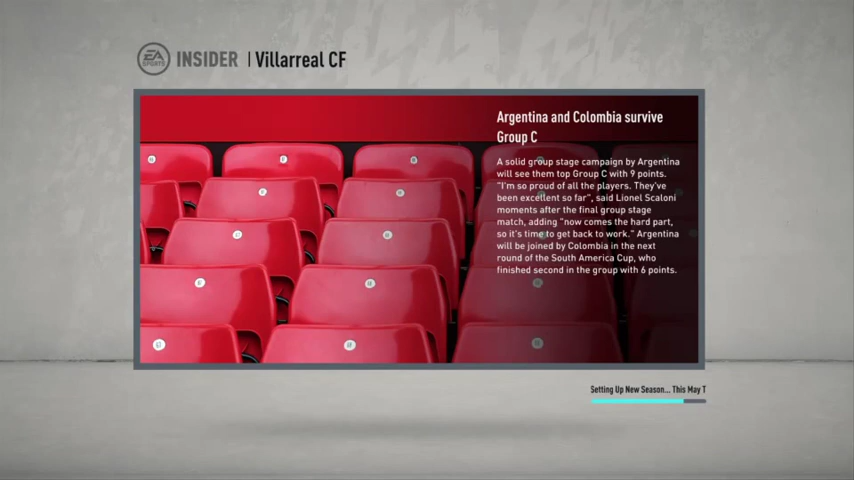 EA SPORTS INSIDER | Villarreal CF
Argentina and Colombia survive
Group C
A solid group stage campaign by Argentina
will see them top Group C with 9 points.
"I'm so proud of all the players. They've
been excellent so far", said Lionel Scaloni
moments after the final group stage
match, adding "now comes the hard part,
so it's time to get back to work." Argentina
will be joined by Colombia in the next
round of the South America Cup, who
finished second in the group with 6 points.
Setting Up New Season... This May T